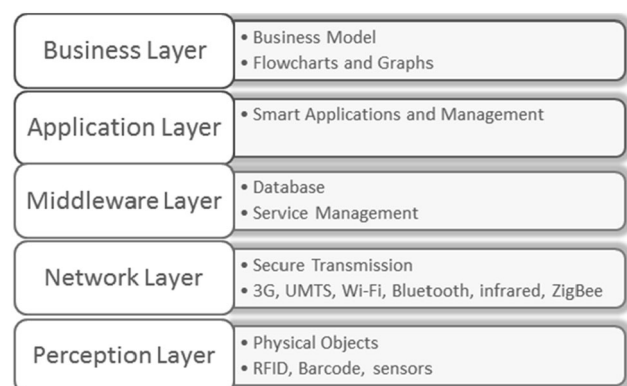 Business Layer
• Business Model
• Flowcharts and Graphs
Application Layer
• Smart Applications and Management
Middleware Layer
• Database
• Service Management
Network Layer
• Secure Transmission
• 3G, UMTS, Wi-Fi, Bluetooth, infrared, ZigBee
Perception Layer
• Physical Objects
• RFID, Barcode, sensors